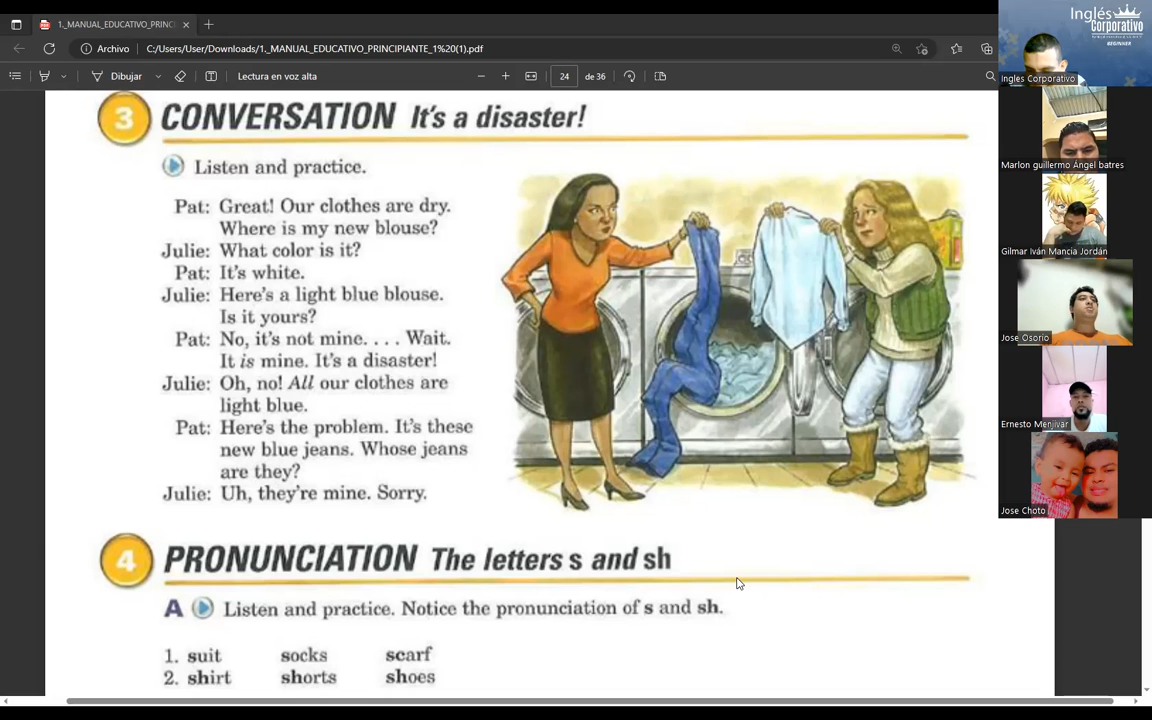 1._MANUAL_EDUCATIVO_PRINCI
Archivo
C:/Users/User/Downloads/1._MANUAL_EDUCATIVO_PRINCIPIANTE_1%20(1).pdf
Dibujar
Lectura en voz alta
24
de 36
3 CONVERSATION It's a disaster!
Listen and practice.
Pat: Great! Our clothes are dry.
Where is my new blouse?
Julie: What color is it?
Pat: It's white.
Julie: Here's a light blue blouse.
Is it yours?
Pat: No, it's not mine. . . . Wait.
It is mine. It's a disaster!
Julie: Oh, no! All our clothes are
light blue.
Pat: Here's the problem. It's these
new blue jeans. Whose jeans
are they?
Julie: Uh, they're mine. Sorry.
4 PRONUNCIATION The letters s and sh
A Listen and practice. Notice the pronunciation of s and sh.
1. suit socks scarf
2. shirt shorts shoes
Inglés
Corporativo
BEGINNER
Ingles Corporativo
Marlon guillermo Ángel batres
Gilmar Iván Mancia Jordán
Jose Osorio
Ernesto Menjivar
Jose Choto